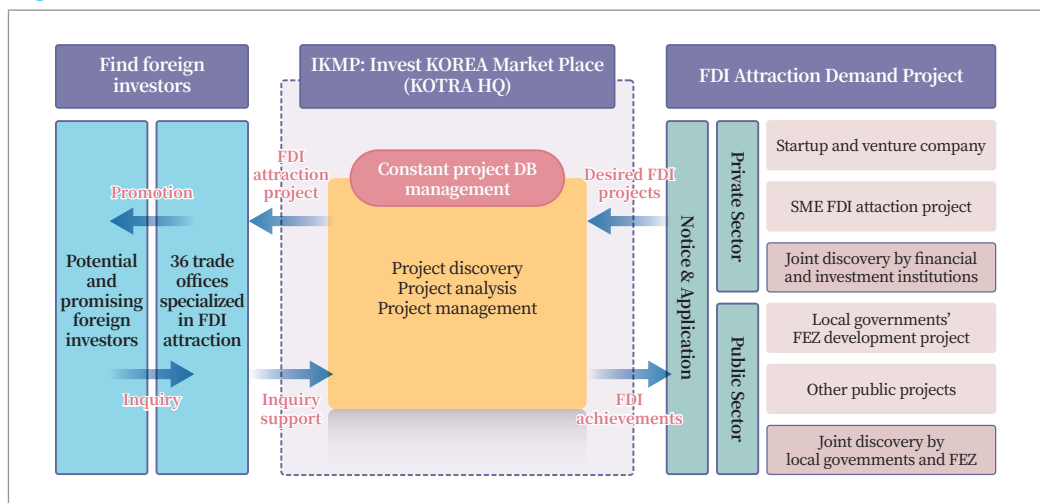 Find foreign
investors
IKMP: Invest KOREA Market Place
(KOTRA HQ)
FDI Attraction Demand Project
Promotion
Potential
and
promising
foreign
investors
Inquiry
36 trade
offices
specialized
in FDI
attraction
FDI
attraction
project
Inquiry
support
Constant project DB
management
Project discovery
Project analysis
Project management
Desired FDI
projects
FDI
achievements
Notice & Application
Private Sector
Startup and venture company
SME FDI attaction project
Joint discovery by financial
and investment institutions
Public Sector
Local governments’
FEZ development project
Other public projects
Joint discovery by
local govemments and FEZ